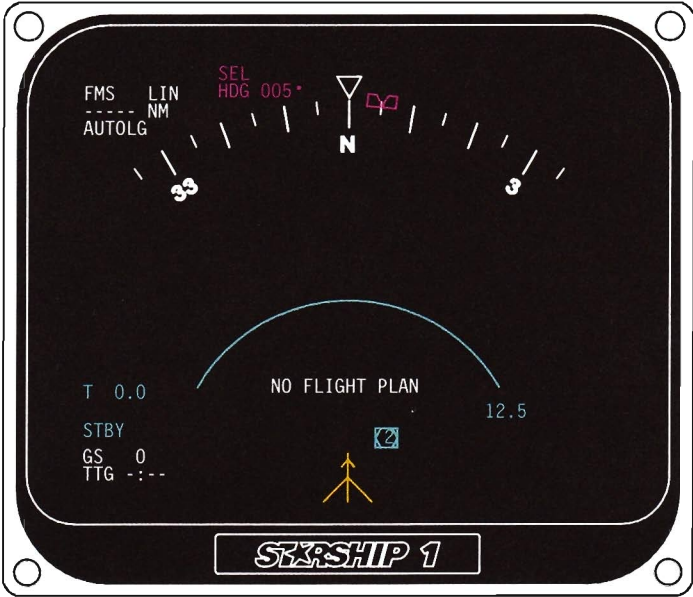 SEL
HDG 005°
FMS LIN
----- NM
AUTOLG
N
33
3
NO FLIGHT PLAN
T 0.0
12.5
STBY
2
GS 0
TTG -:--
STARSHIP 1